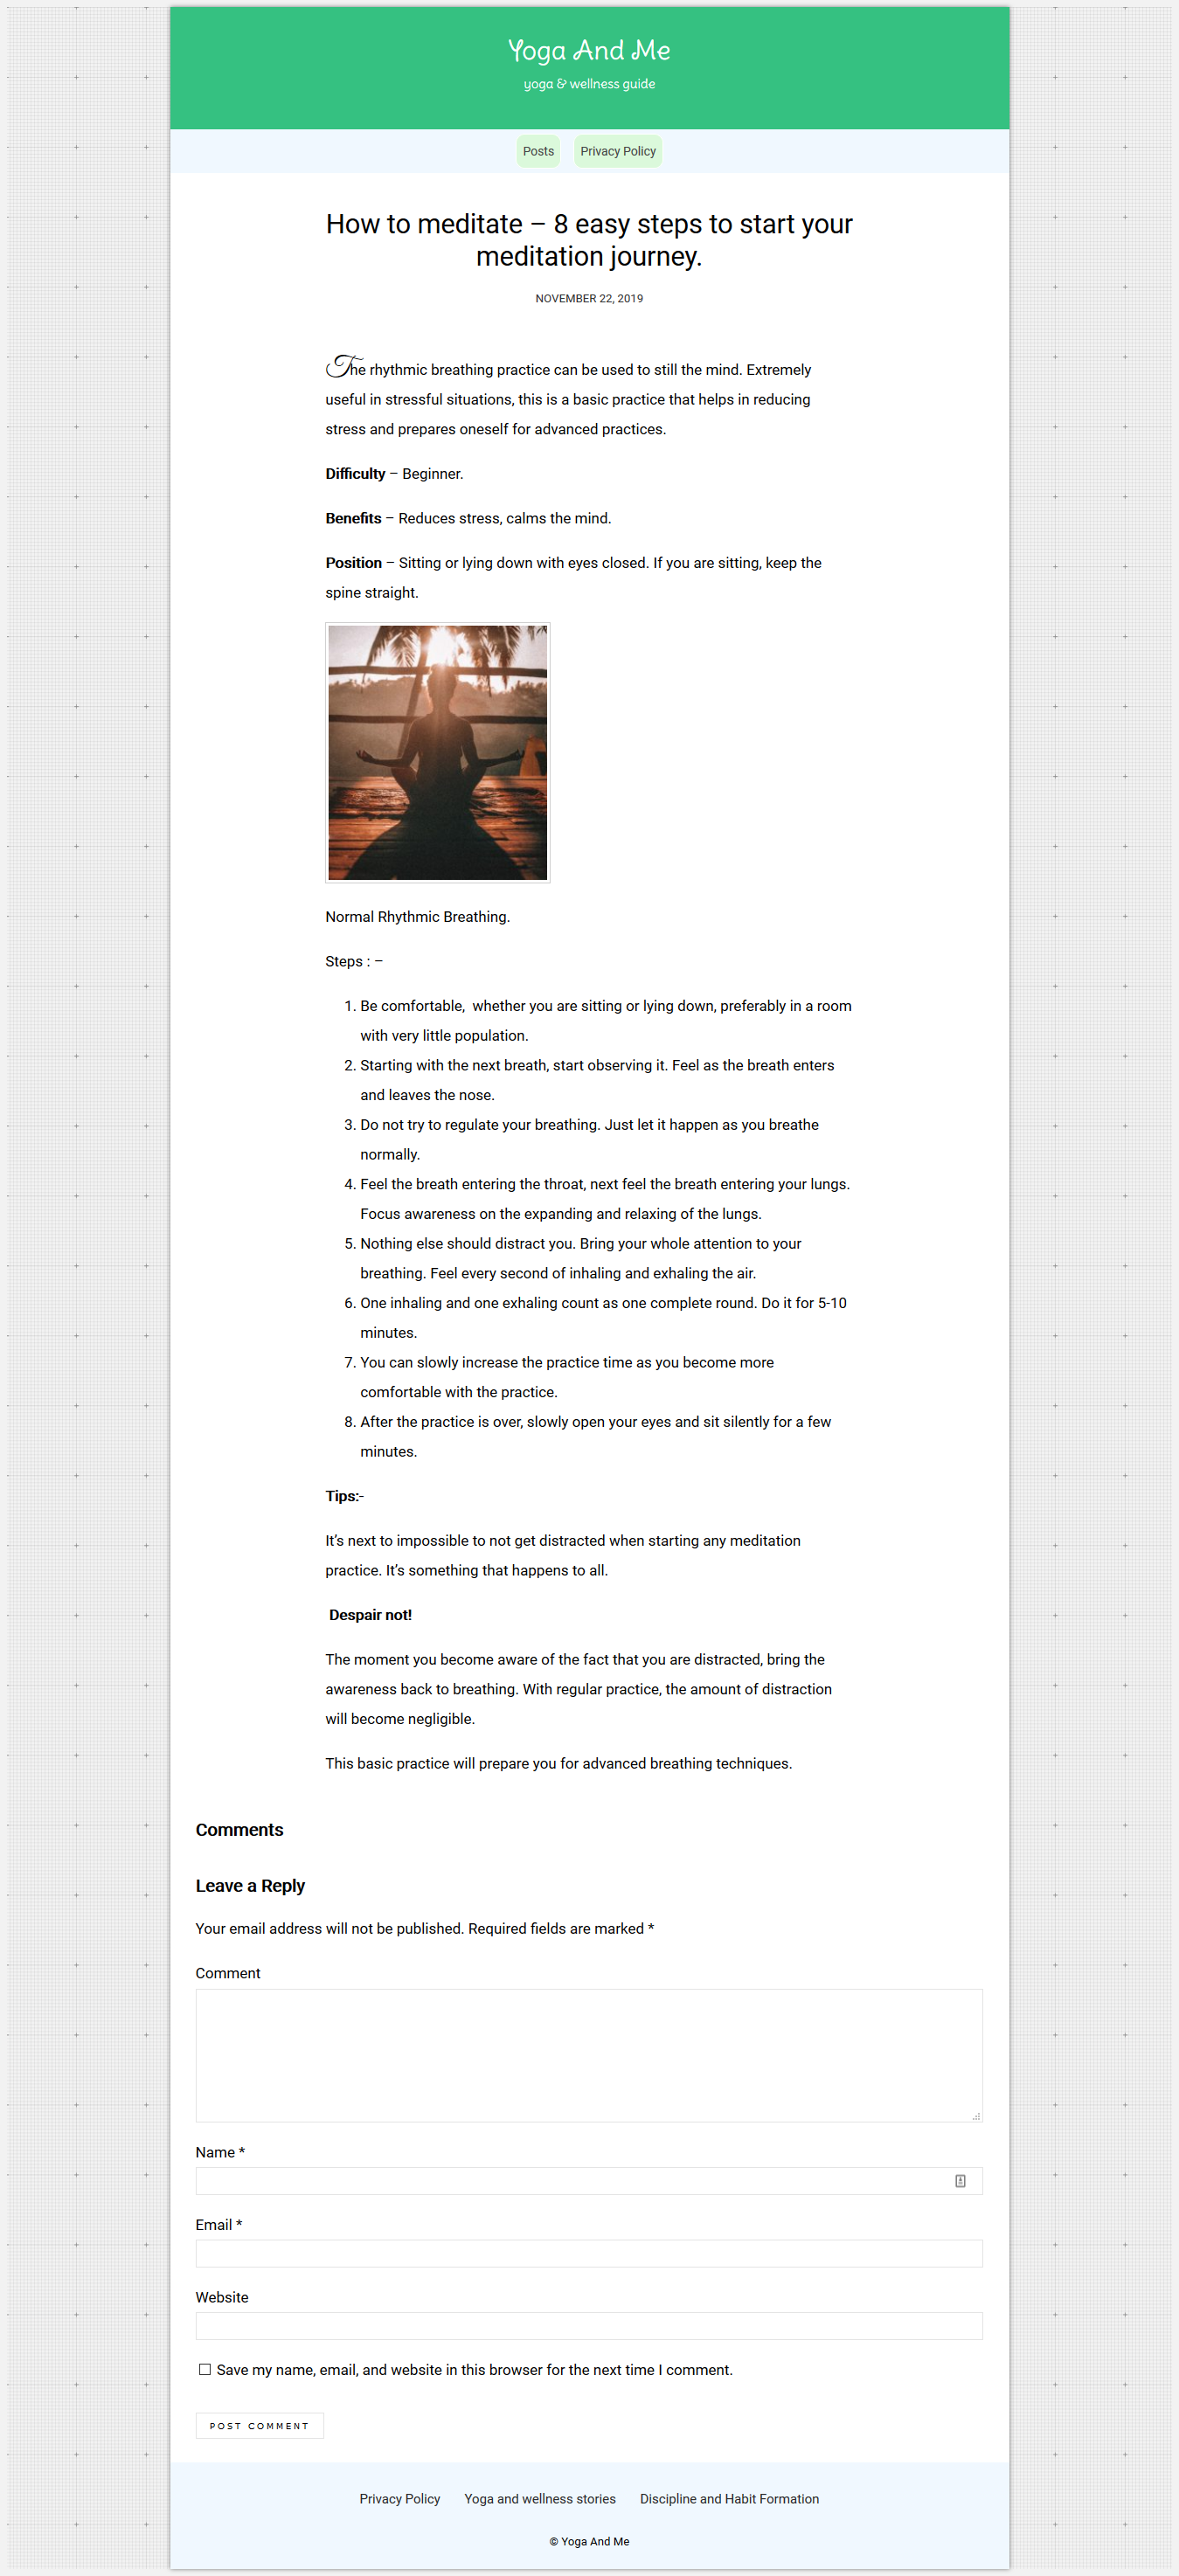 Yoga And Me
yoga & wellness guide
Posts
Privacy Policy
How to meditate – 8 easy steps to start your
meditation journey.
NOVEMBER 22, 2019
The rhythmic breathing practice can be used to still the mind. Extremely
useful in stressful situations, this is a basic practice that helps in reducing
stress and prepares oneself for advanced practices.
Difficulty – Beginner.
Benefits – Reduces stress, calms the mind.
Position – Sitting or lying down with eyes closed. If you are sitting, keep the
spine straight.
Normal Rhythmic Breathing.
Steps : –
1. Be comfortable,  whether you are sitting or lying down, preferably in a room
with very little population.
2. Starting with the next breath, start observing it. Feel as the breath enters
and leaves the nose.
3. Do not try to regulate your breathing. Just let it happen as you breathe
normally.
4. Feel the breath entering the throat, next feel the breath entering your lungs.
Focus awareness on the expanding and relaxing of the lungs.
5. Nothing else should distract you. Bring your whole attention to your
breathing. Feel every second of inhaling and exhaling the air.
6. One inhaling and one exhaling count as one complete round. Do it for 5-10
minutes.
7. You can slowly increase the practice time as you become more
comfortable with the practice.
8. After the practice is over, slowly open your eyes and sit silently for a few
minutes.
Tips:-
It’s next to impossible to not get distracted when starting any meditation
practice. It’s something that happens to all.
Despair not!
The moment you become aware of the fact that you are distracted, bring the
awareness back to breathing. With regular practice, the amount of distraction
will become negligible.
This basic practice will prepare you for advanced breathing techniques.
Comments
Leave a Reply
Your email address will not be published. Required fields are marked *
Comment
Name *
Email *
Website
Save my name, email, and website in this browser for the next time I comment.
POST COMMENT
Privacy Policy
Yoga and wellness stories
Discipline and Habit Formation
© Yoga And Me